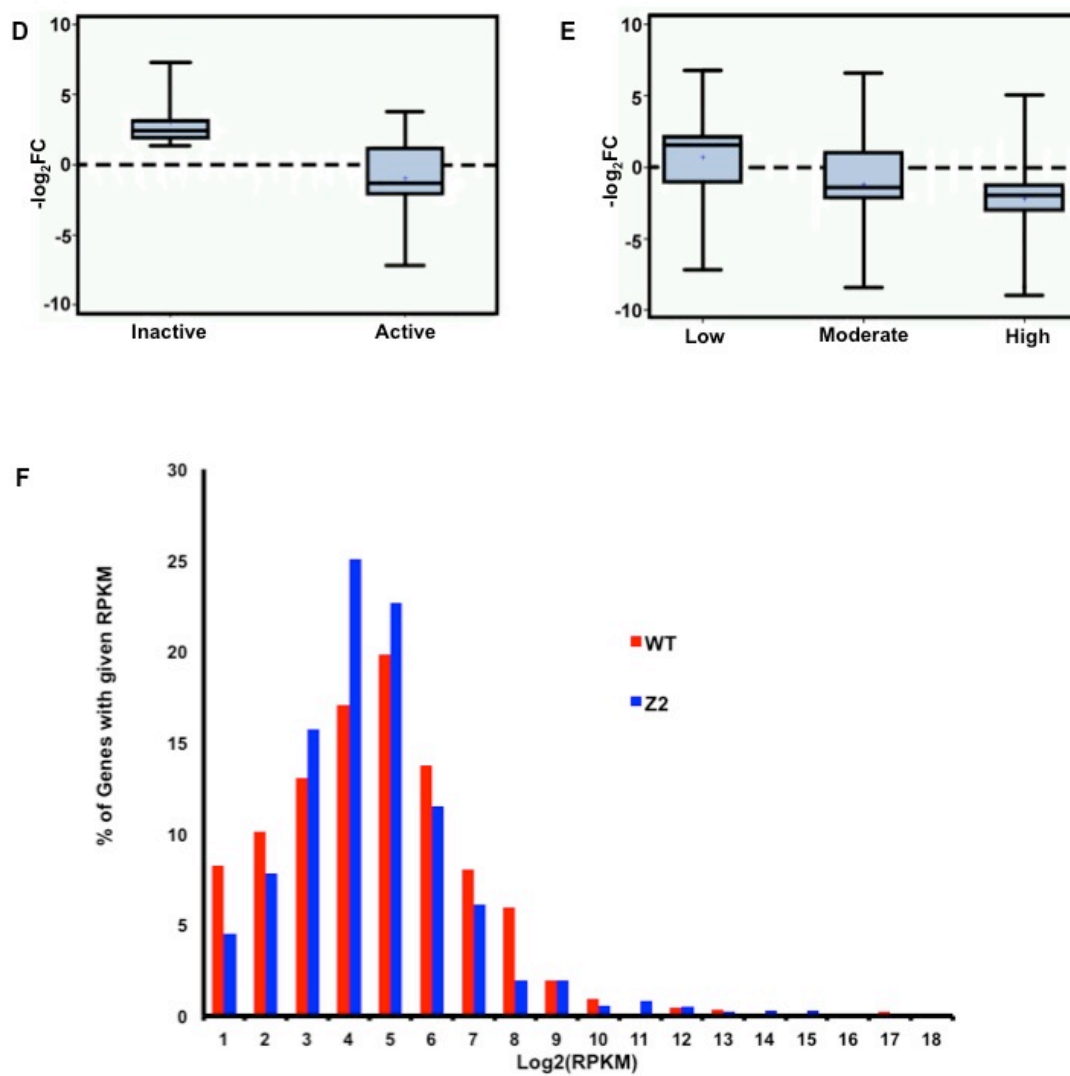 D
10
5
0
-5
-10
-log2FC
Inactive Active
E
10
5
0
-5
-10
-log2FC
Low Moderate High
F
30
25
20
15
10
5
0
% of Genes with given RPKM
WT
Z2
1 2 3 4 5 6 7 8 9 10 11 12 13 14 15 16 17 18
Log2(RPKM)